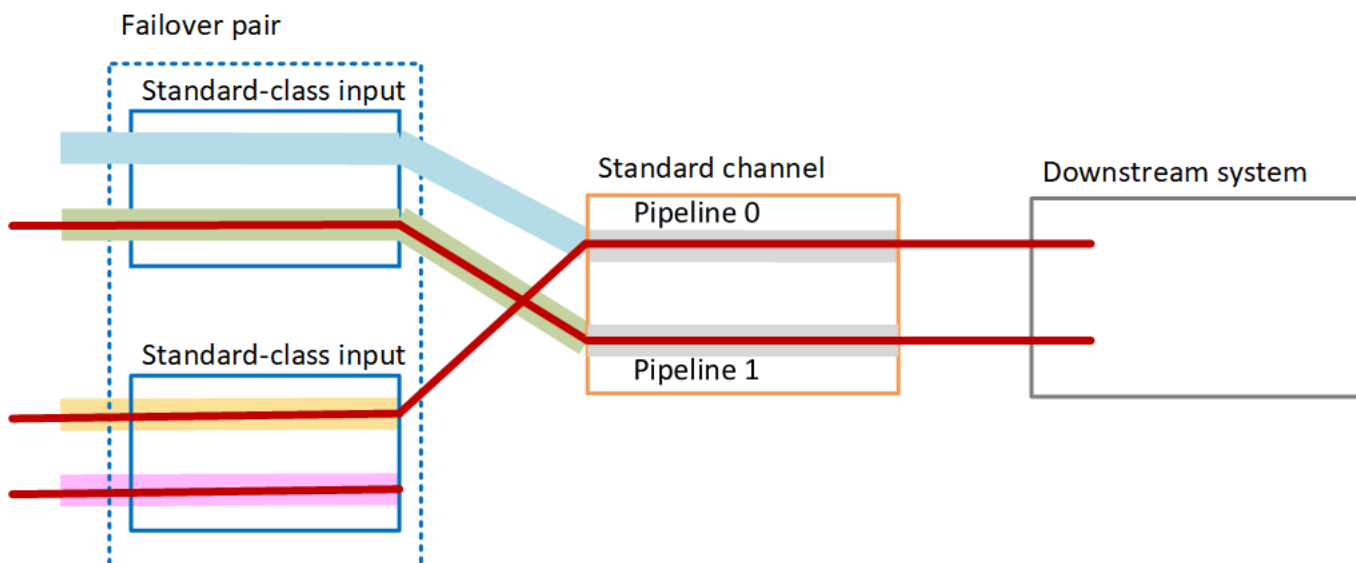 Failover pair
Standard-class input
Standard channel
Downstream system
Pipeline 0
Standard-class input
Pipeline 1